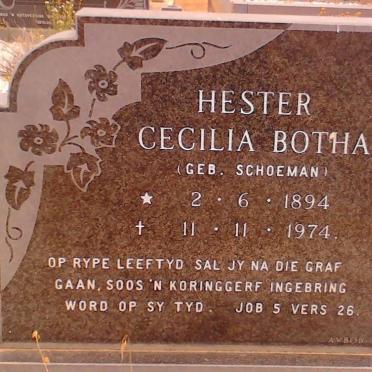 HESTER
CECILIA BOTHA
(GEB. SCHOEMAN)
★ 2 · 6 · 1894
† 11 · 11 · 1974.
OP RYPE LEEFTYD SAL JY NA DIE GRAF
GAAN, SOOS 'N KORINGGERF INGEBRING
WORD OP SY TYD. JOB 5 VERS 26.